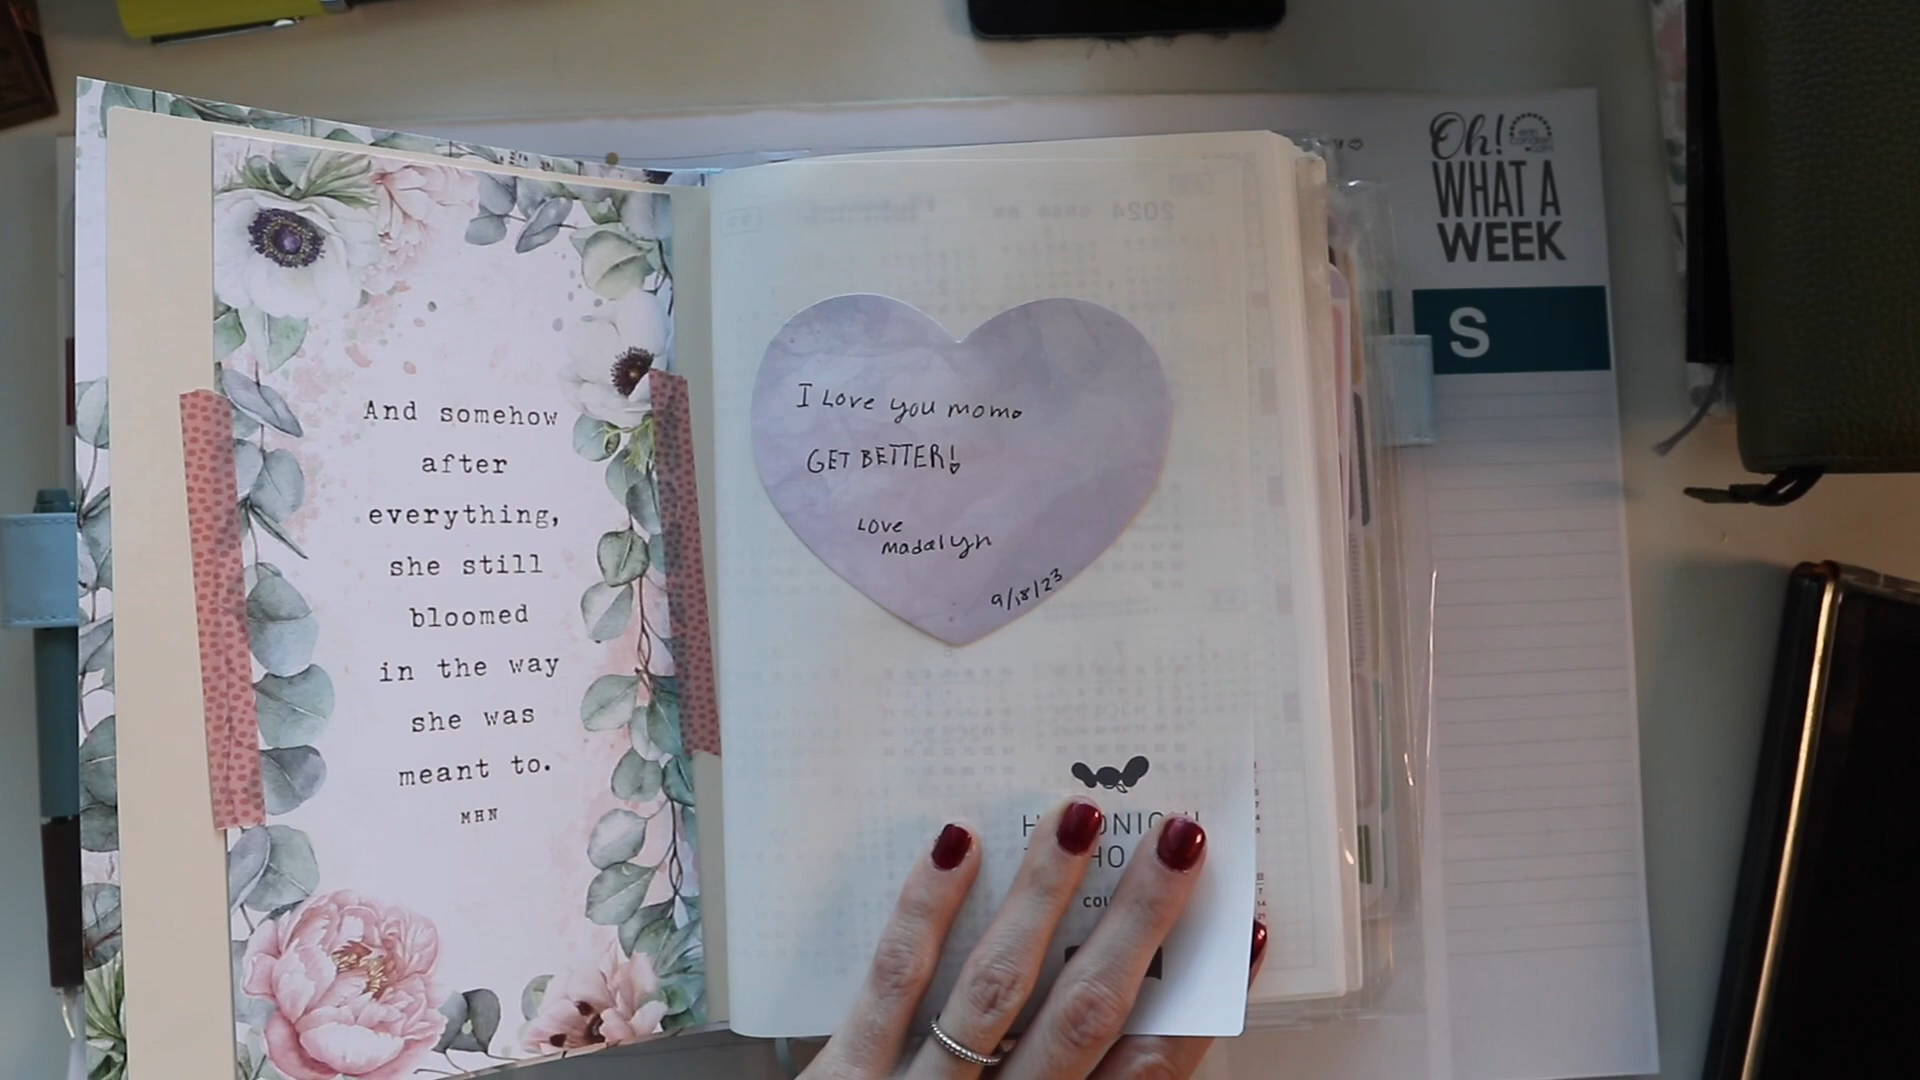 And somehow
after
everything,
she still
bloomed
in the way
she was
meant to.
MHN
2024
I Love you mom.
GET BETTER!
Love
Madalyn
9/18/23
Oh!
WHAT A
WEEK
S